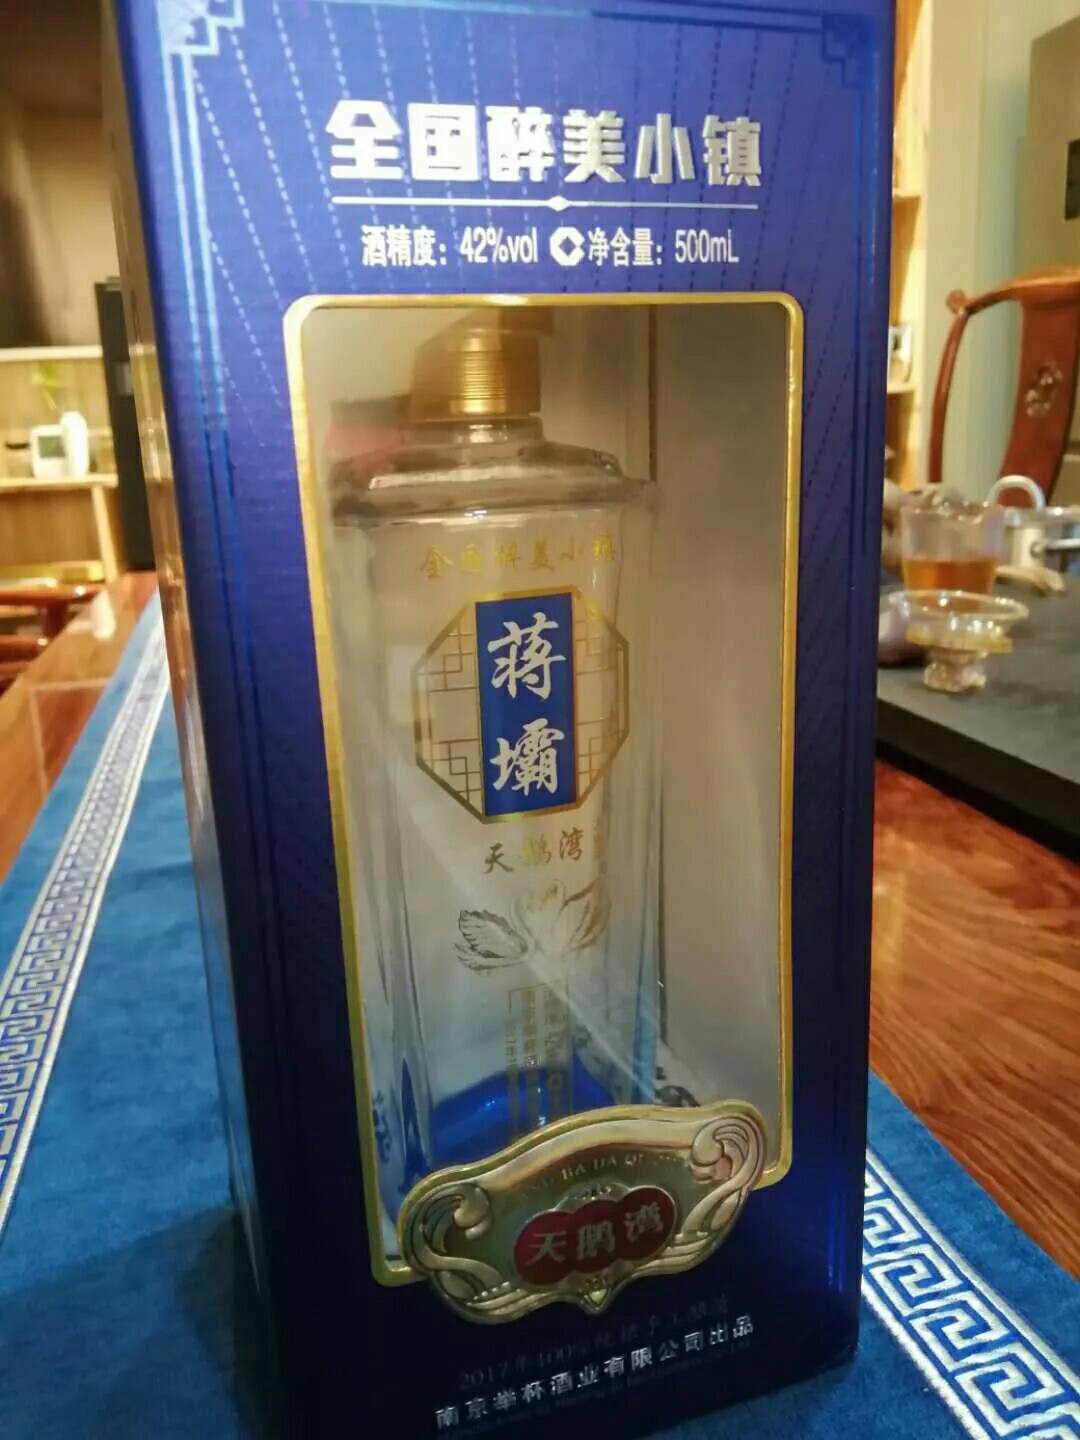 全国醉美小镇
酒精度：42%vol 净含量：500mL
全国醉美小镇
蒋
坝
天鹅湾
天鹅湾
南京举杯酒业有限公司出品